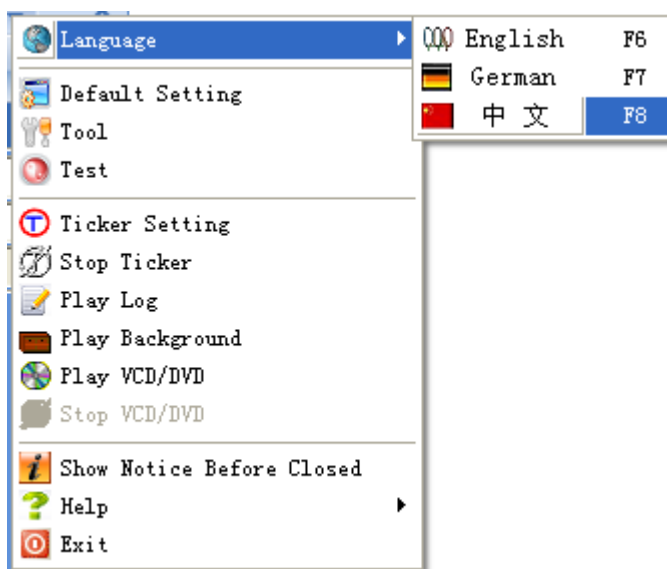 Language
English F6
German F7
中 文 F8
Default Setting
Tool
Test
Ticker Setting
Stop Ticker
Play Log
Play Background
Play VCD/DVD
Stop VCD/DVD
Show Notice Before Closed
Help
Exit